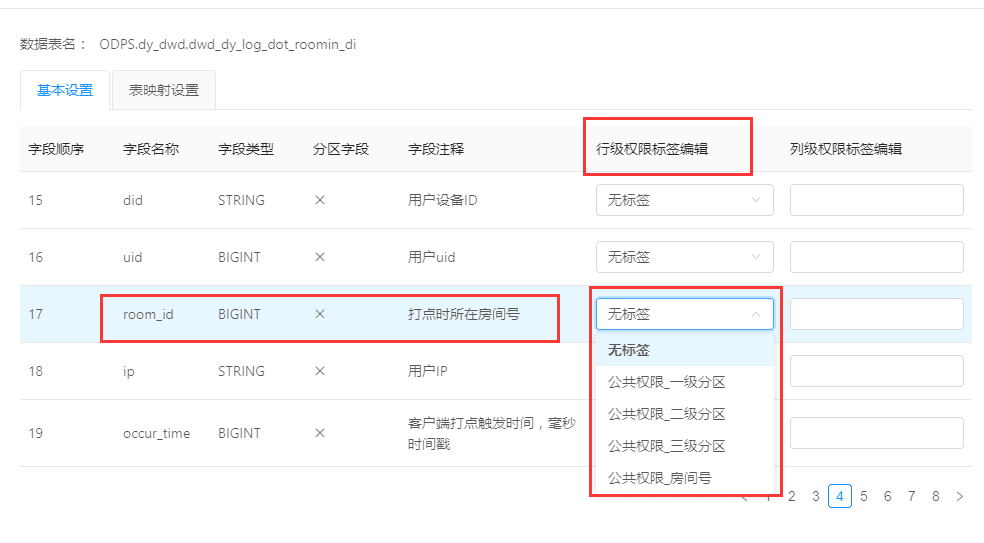 数据表名： ODPS.dy_dwd.dwd_dy_log_dot_roomin_di
基本设置 表映射设置
字段顺序 字段名称 字段类型 分区字段 字段注释 行级权限标签编辑 列级权限标签编辑
15 did STRING × 用户设备ID 无标签
16 uid BIGINT × 用户uid 无标签
17 room_id BIGINT × 打点时所在房间号 无标签
无标签
公共权限_一级分区
公共权限_二级分区
公共权限_三级分区
公共权限_房间号
18 ip STRING × 用户IP
19 occur_time BIGINT × 客户端打点触发时间，毫秒
时间戳
< 1 2 3 4 5 6 7 8 >